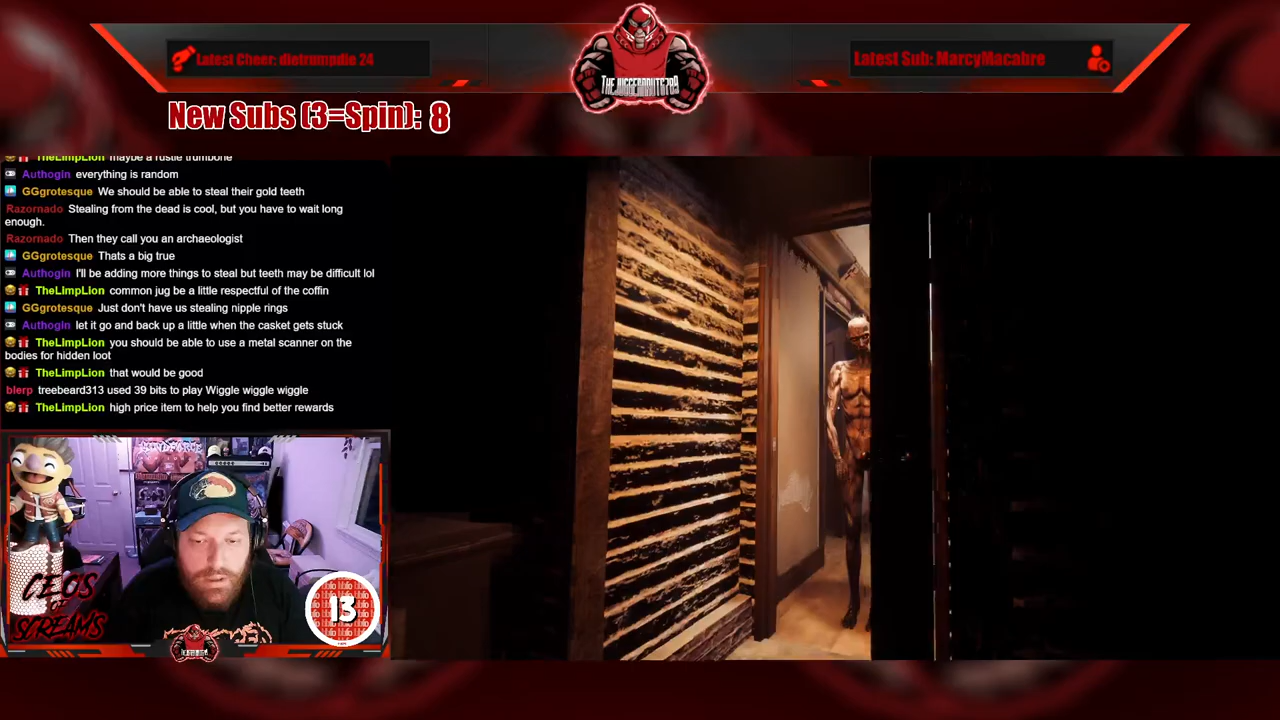 Latest Cheer: dietrumpdie 24
THEJUGGERNAUT6789
Latest Sub: MarcyMacabre
New Subs (3=Spin): 8
TheLimpLion maybe a rustie trumbone
Authogin everything is random
GGgrotesque We should be able to steal their gold teeth
Razornado Stealing from the dead is cool, but you have to wait long
enough.
Razornado Then they call you an archaeologist
GGgrotesque Thats a big true
Authogin I'll be adding more things to steal but teeth may be difficult lol
TheLimpLion common jug be a little respectful of the coffin
GGgrotesque Just don't have us stealing nipple rings
Authogin let it go and back up a little when the casket gets stuck
TheLimpLion you should be able to use a metal scanner on the
bodies for hidden loot
TheLimpLion that would be good
blerp treebeard313 used 39 bits to play Wiggle wiggle wiggle
TheLimpLion high price item to help you find better rewards
CEO'S
OF
SCREAMS
13